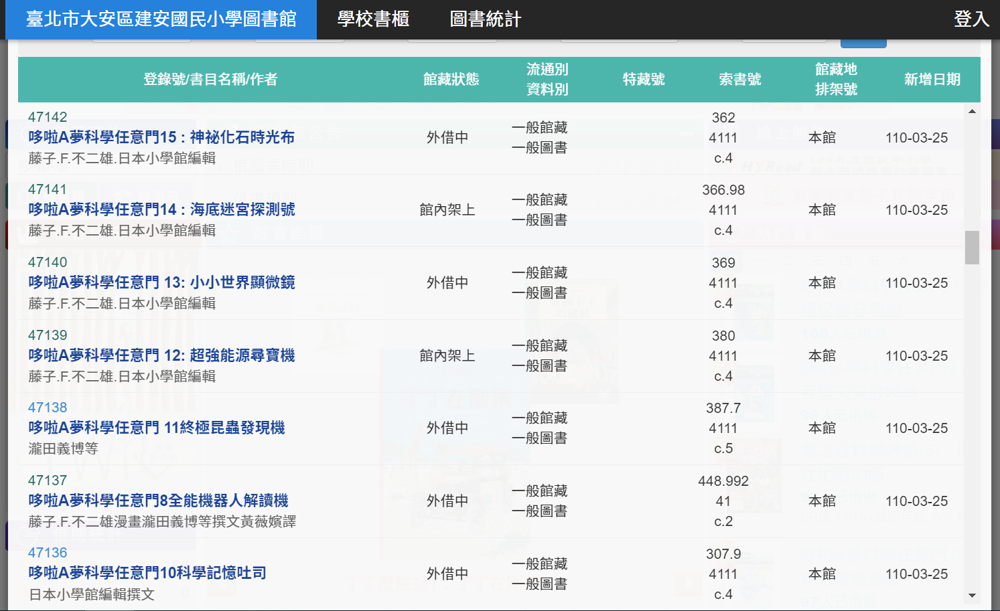 臺北市大安區建安國民小學圖書館 學校書櫃 圖書統計 登入
登錄號/書目名稱/作者 館藏狀態 流通別 資料別 特藏號 索書號 館藏地 排架號 新增日期
47142
哆啦A夢科學任意門15 : 神祕化石時光布
藤子.F.不二雄.日本小學館編輯
外借中
一般館藏
一般圖書
362
4111
c.4
本館
110-03-25
47141
哆啦A夢科學任意門14 : 海底迷宮探測號
藤子.F.不二雄.日本小學館編輯
館內架上
一般館藏
一般圖書
366.98
4111
c.4
本館
110-03-25
47140
哆啦A夢科學任意門 13: 小小世界顯微鏡
藤子.F.不二雄.日本小學館編輯
外借中
一般館藏
一般圖書
369
4111
c.4
本館
110-03-25
47139
哆啦A夢科學任意門 12: 超強能源尋寶機
藤子.F.不二雄.日本小學館編輯
館內架上
一般館藏
一般圖書
380
4111
c.4
本館
110-03-25
47138
哆啦A夢科學任意門 11終極昆蟲發現機
瀧田義博等
外借中
一般館藏
一般圖書
387.7
4111
c.5
本館
110-03-25
47137
哆啦A夢科學任意門8全能機器人解讀機
藤子.F.不二雄漫畫瀧田義博等撰文黃薇嬪譯
外借中
一般館藏
一般圖書
448.992
41
c.2
本館
110-03-25
47136
哆啦A夢科學任意門10科學記憶吐司
日本小學館編輯撰文
外借中
一般館藏
一般圖書
307.9
4111
c.4
本館
110-03-25